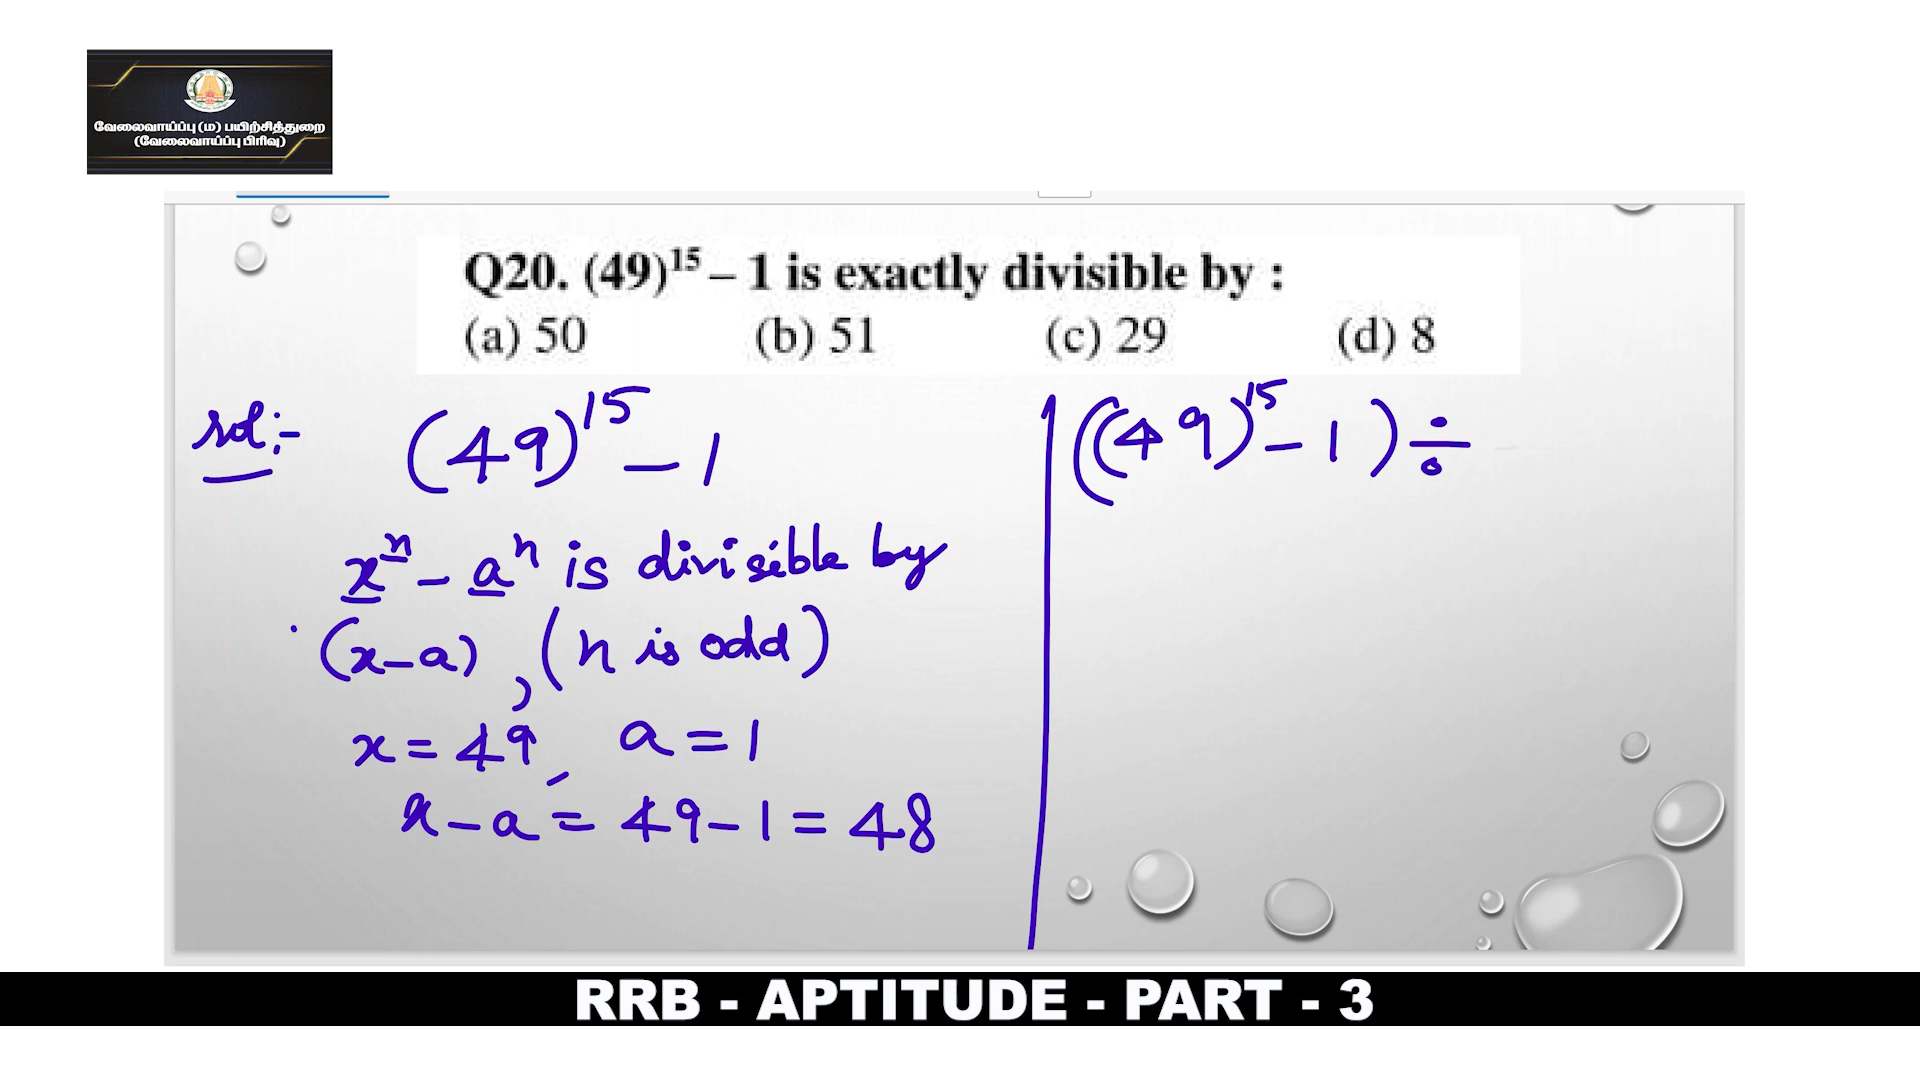 வேலைவாய்ப்பு (ம) பயிற்சித்துறை
(வேலைவாய்ப்பு பிரிவு)
Q20. (49)¹⁵ – 1 is exactly divisible by :
(a) 50 (b) 51 (c) 29 (d) 8
sol:-
(49)¹⁵ – 1
xⁿ – aⁿ is divisible by
(x–a), (n is odd)
x = 49, a = 1
x – a = 49 – 1 = 48
((49)¹⁵ – 1) ÷
RRB - APTITUDE - PART - 3